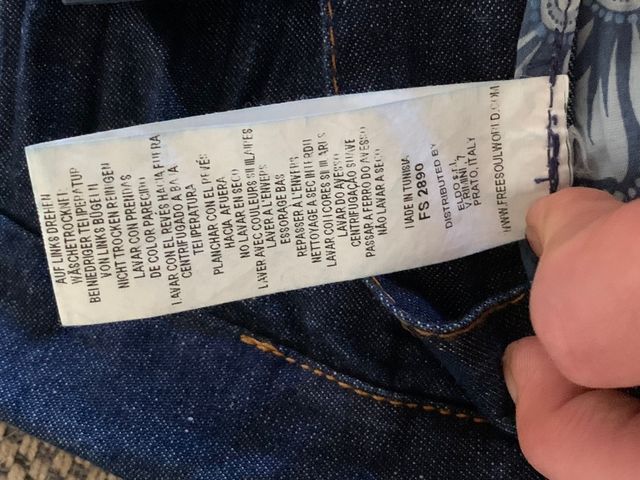 AUF LINKS DREHEN
WÄSCHETROCKNER:
BEI NIEDRIGER
VON LINKS BÜGELN
NICHT TROCKEN REINIGEN
LAVAR CON PRENDAS
DE COLOR PARECIDO
LAVAR CON EL REVES HACIA FUERA
CENTRIFUGADO A BAJA
TEMPERATURA
PLANCHAR CON EL
HACIA AFUERA
NO LAVAR EN SECO
LAVER AVEC COULEURS SIMILAIRES
LAVER À L'ENVERS
ESSORAGE BAS
REPASSER À L'ENVERS
NETTOYAGE A SEC INTERDIT
LAVAR COM CORES SIMILARES
LAVAR DO AVESSO
CENTRIFUGAÇÃO SUAVE
PASSAR A FERRO DO AVESSO
NÃO LAVAR A SECO
MADE IN TUNISIA
FS 2890
DISTRIBUTED BY
ELDO S.r.l.
V.RIMINI 7
PRATO, ITALY
WWW.FREESOULWORLD.COM